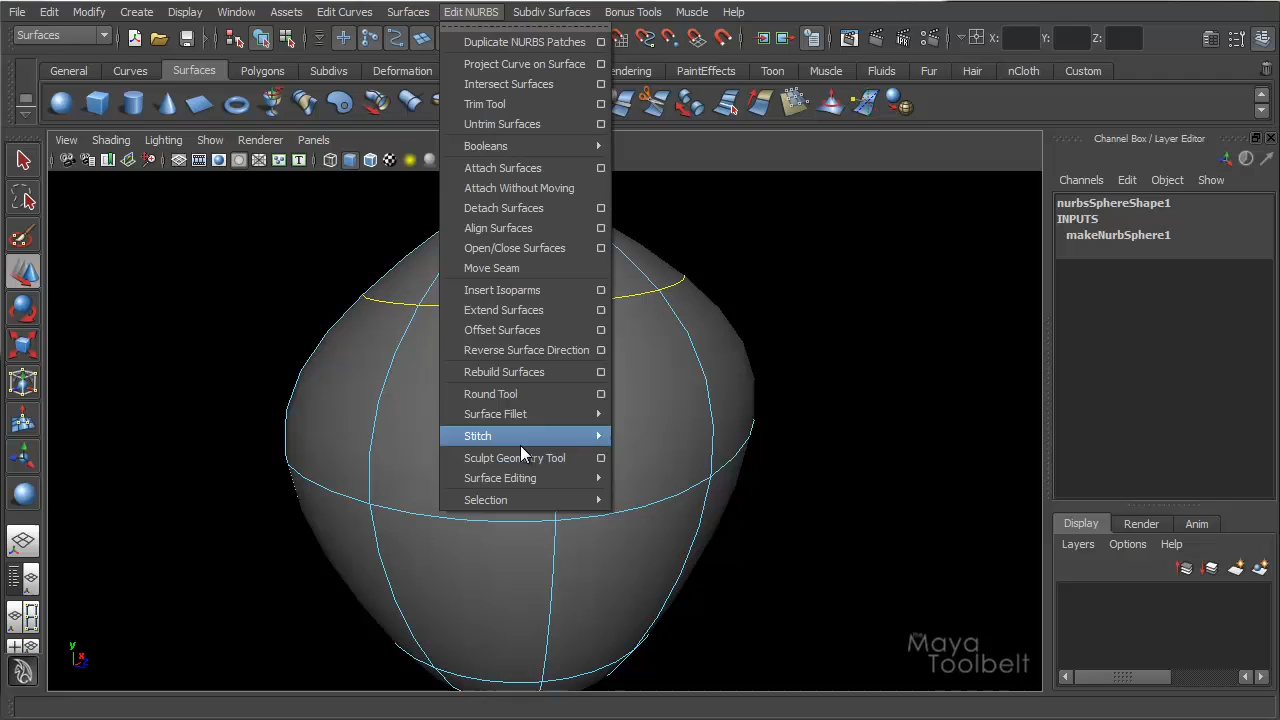 File Edit Modify Create Display Window Assets Edit Curves Surfaces Edit NURBS Subdiv Surfaces Bonus Tools Muscle Help
Surfaces
X: Y: Z:
General Curves Surfaces Polygons Subdivs Deformation
PaintEffects Toon Muscle Fluids Fur Hair nCloth Custom
View Shading Lighting Show Renderer Panels
Duplicate NURBS Patches
Project Curve on Surface
Intersect Surfaces
Trim Tool
Untrim Surfaces
Booleans
Attach Surfaces
Attach Without Moving
Detach Surfaces
Align Surfaces
Open/Close Surfaces
Move Seam
Insert Isoparms
Extend Surfaces
Offset Surfaces
Reverse Surface Direction
Rebuild Surfaces
Round Tool
Surface Fillet
Stitch
Sculpt Geometry Tool
Surface Editing
Selection
Channel Box / Layer Editor
Channels Edit Object Show
nurbsSphereShape1
INPUTS
makeNurbSphere1
Display Render Anim
Layers Options Help
y
x
z
the
Maya
Toolbelt